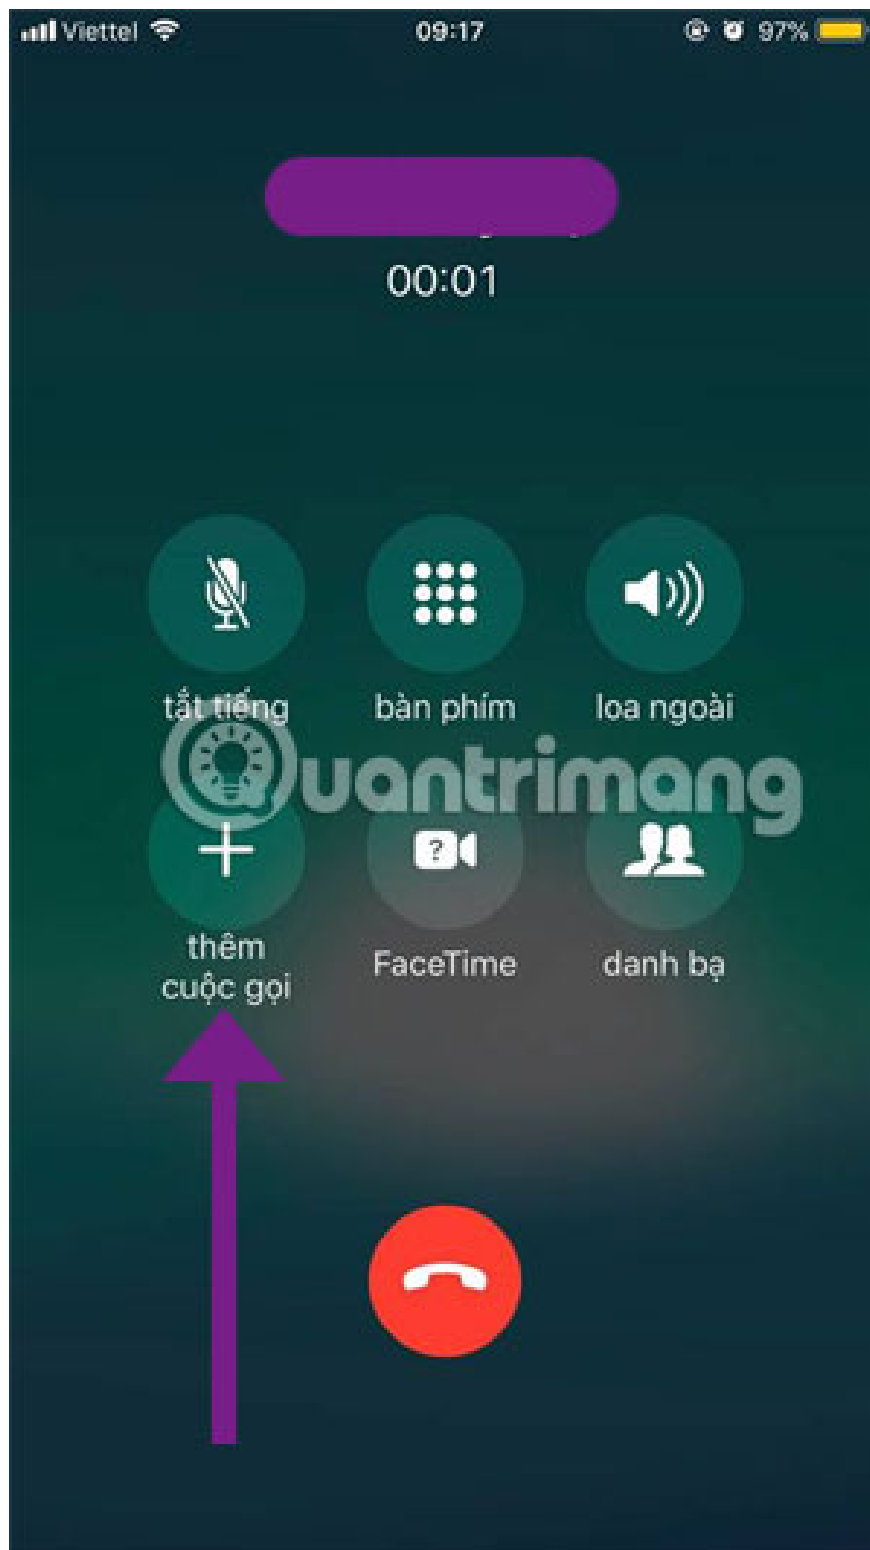 Viettel 09:17 97%
00:01
tắt tiếng bàn phím loa ngoài
Quantrimang
?
thêm
cuộc gọi FaceTime danh bạ